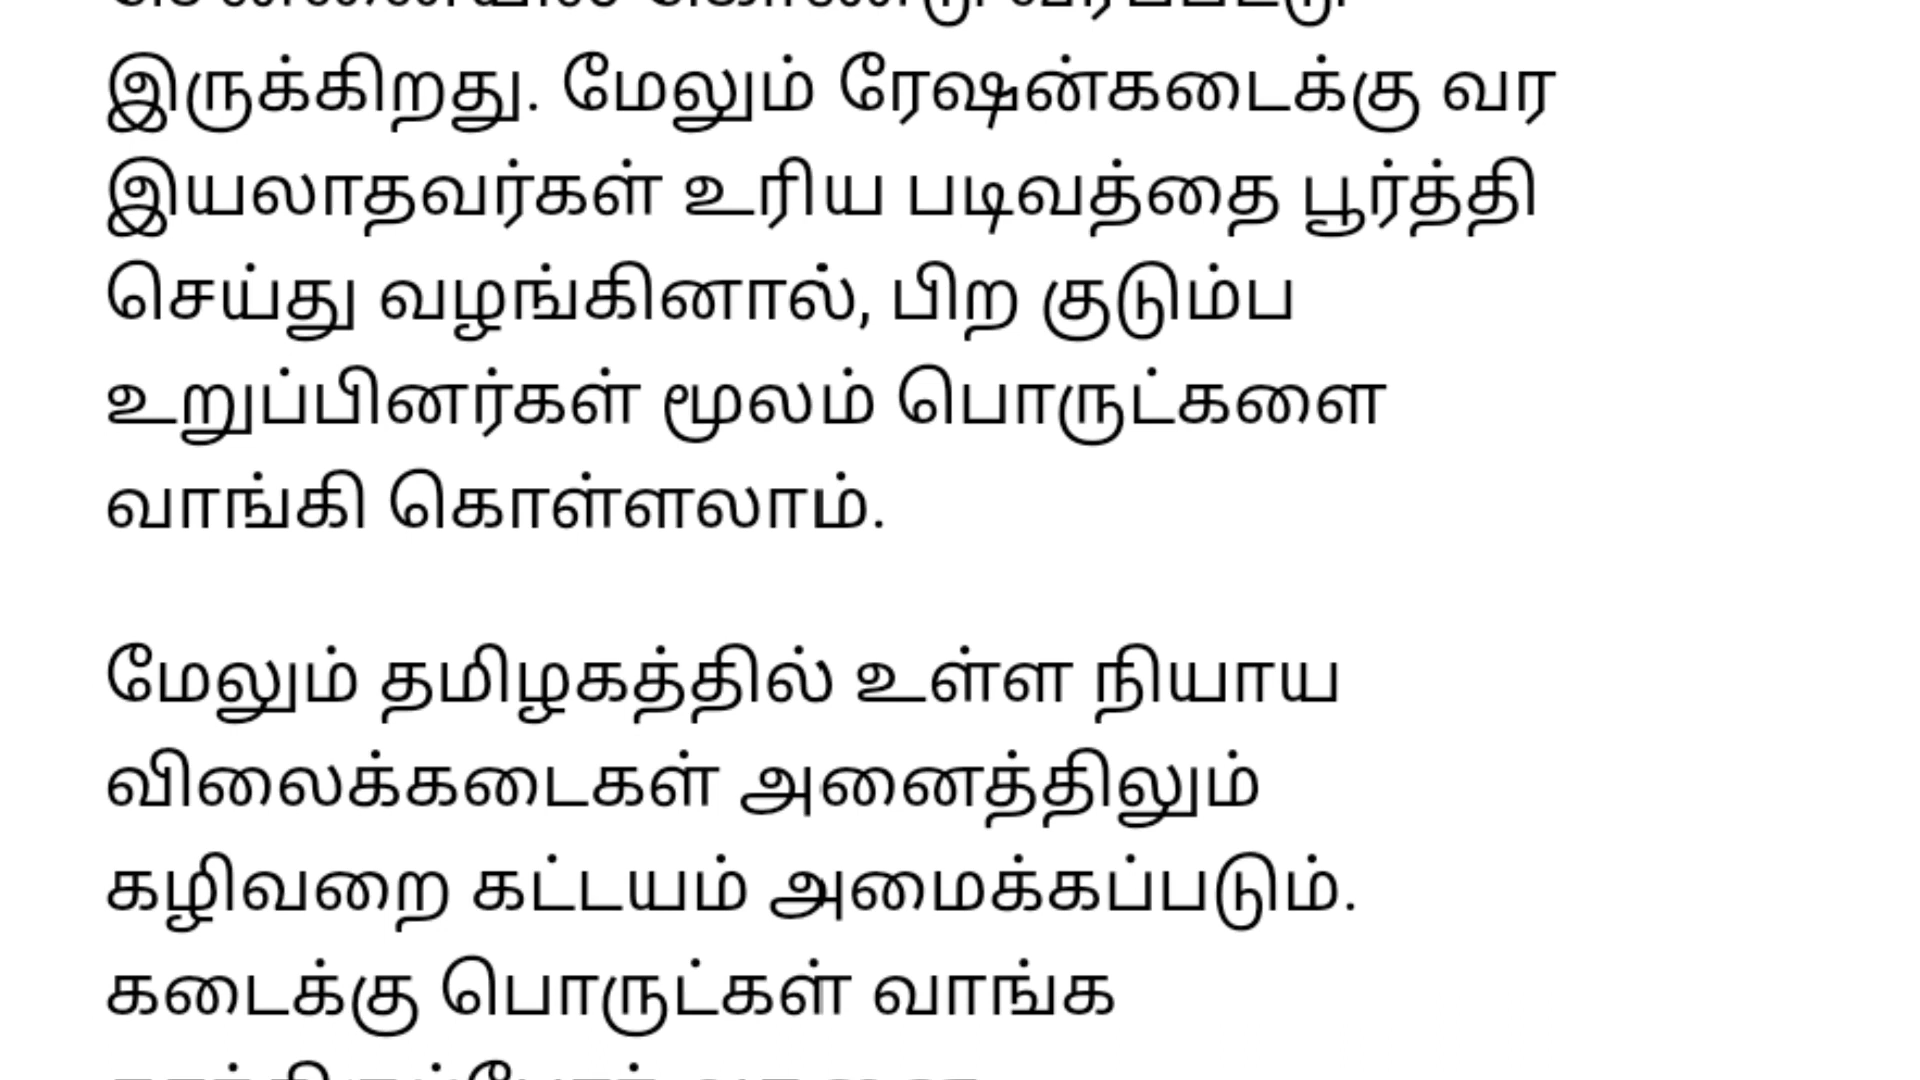 இருக்கிறது. மேலும் ரேஷன்கடைக்கு வர
இயலாதவர்கள் உரிய படிவத்தை பூர்த்தி
செய்து வழங்கினால், பிற குடும்ப
உறுப்பினர்கள் மூலம் பொருட்களை
வாங்கி கொள்ளலாம்.
மேலும் தமிழகத்தில் உள்ள நியாய
விலைக்கடைகள் அனைத்திலும்
கழிவறை கட்டயம் அமைக்கப்படும்.
கடைக்கு பொருட்கள் வாங்க